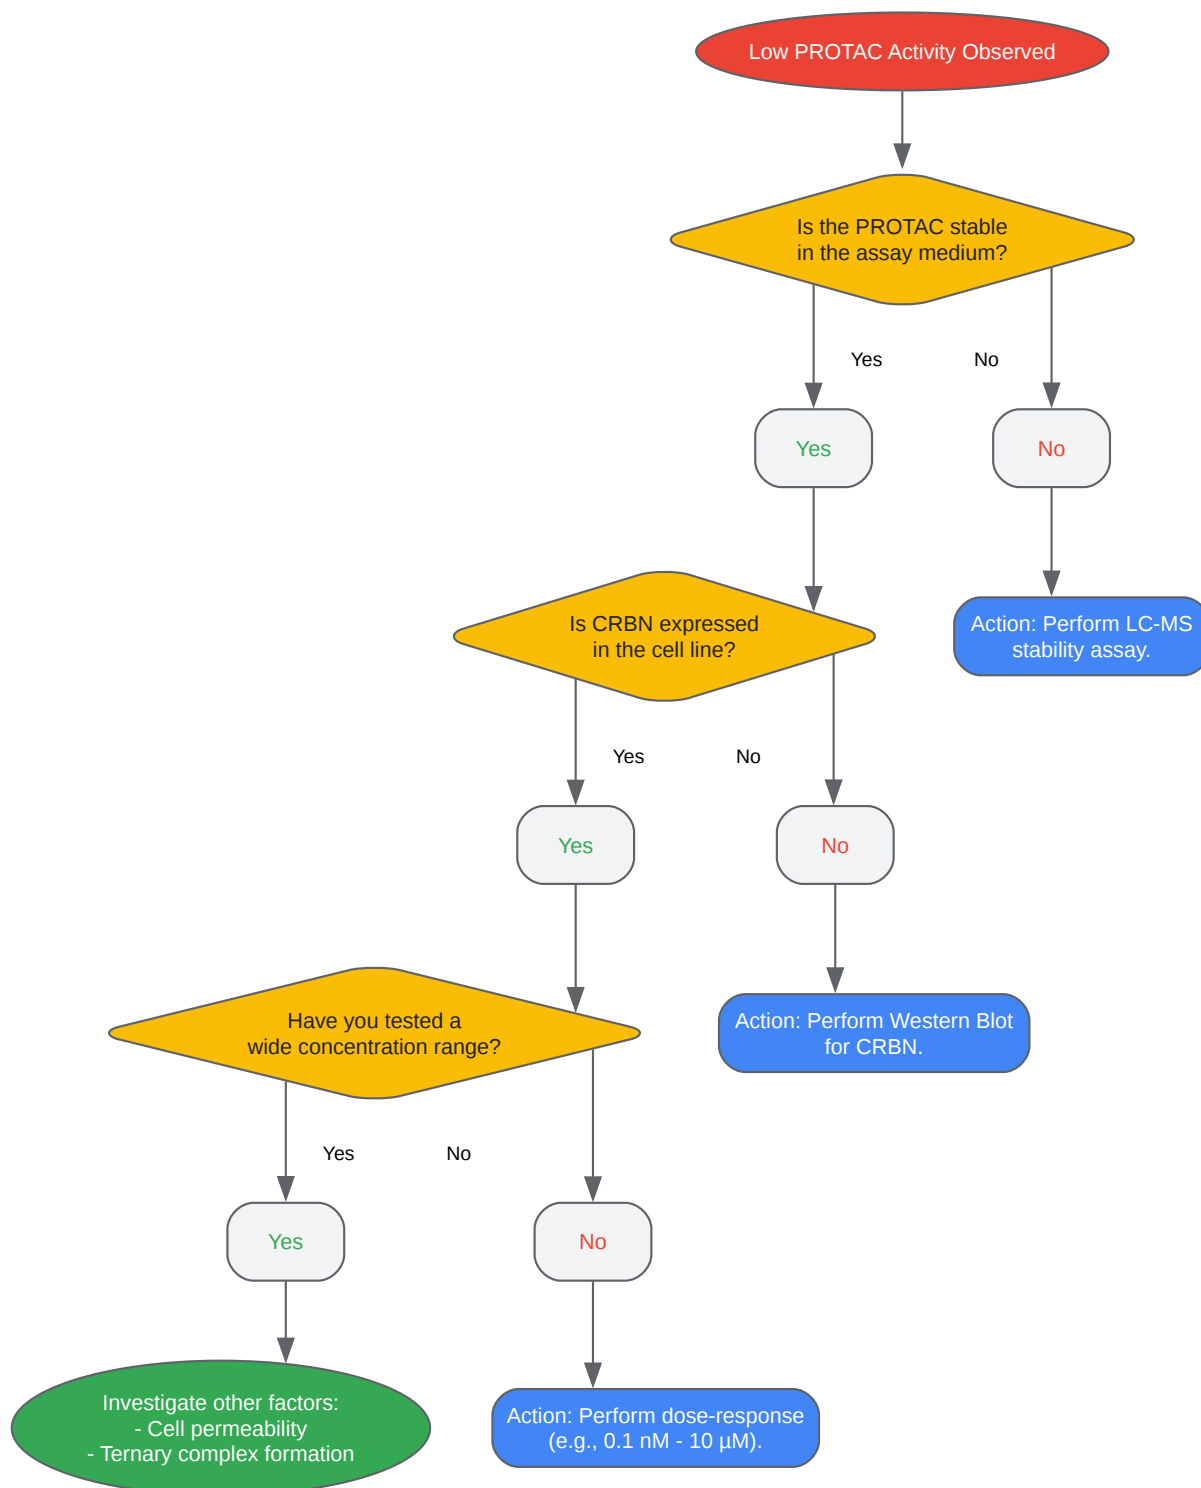 Low PROTAC Activity Observed
Is the PROTAC stable
in the assay medium?
Yes
No
Yes
No
Action: Perform LC-MS
stability assay.
Is CRBN expressed
in the cell line?
Yes
No
Yes
No
Action: Perform Western Blot
for CRBN.
Have you tested a
wide concentration range?
Yes
No
Yes
No
Investigate other factors:
- Cell permeability
- Ternary complex formation
Action: Perform dose-response
(e.g., 0.1 nM - 10 µM).